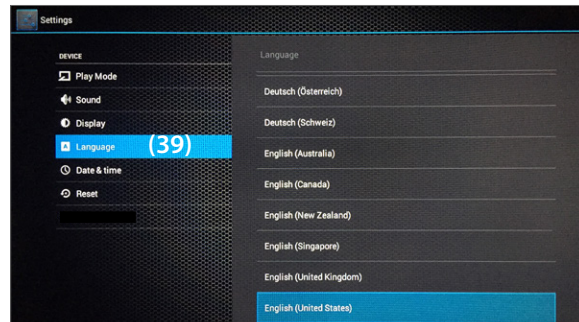 Settings
DEVICE
Play Mode
Sound
Display
Language (39)
Date & time
Reset
Language
Deutsch (Österreich)
Deutsch (Schweiz)
English (Australia)
English (Canada)
English (New Zealand)
English (Singapore)
English (United Kingdom)
English (United States)